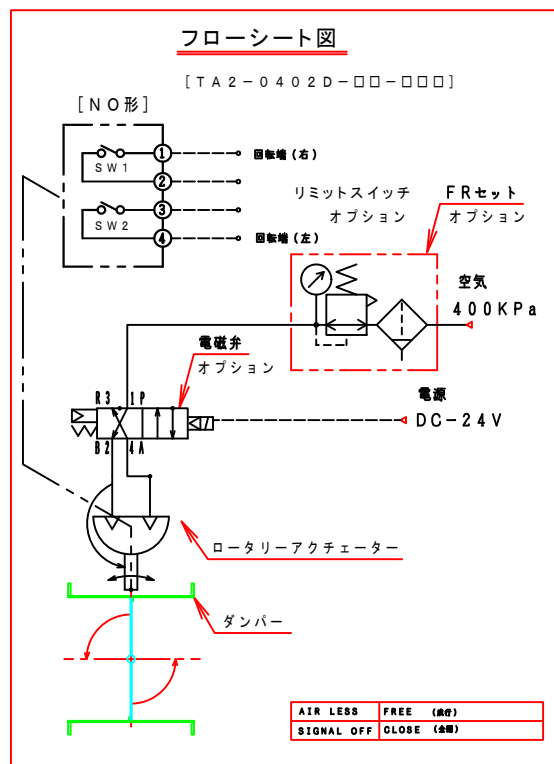 フローシート図
[TA2-0402D-□□-□□□]
[NO形]
1
SW1
2
3
SW2
4
回転端(右)
回転端(左)
リミットスイッチ
オプション
FRセット
オプション
空気
400KPa
電磁弁
オプション
R3 1P
B2 4A
電源
DC-24V
ロータリーアクチェーター
ダンパー
AIR LESS FREE (成行)
SIGNAL OFF CLOSE (全閉)